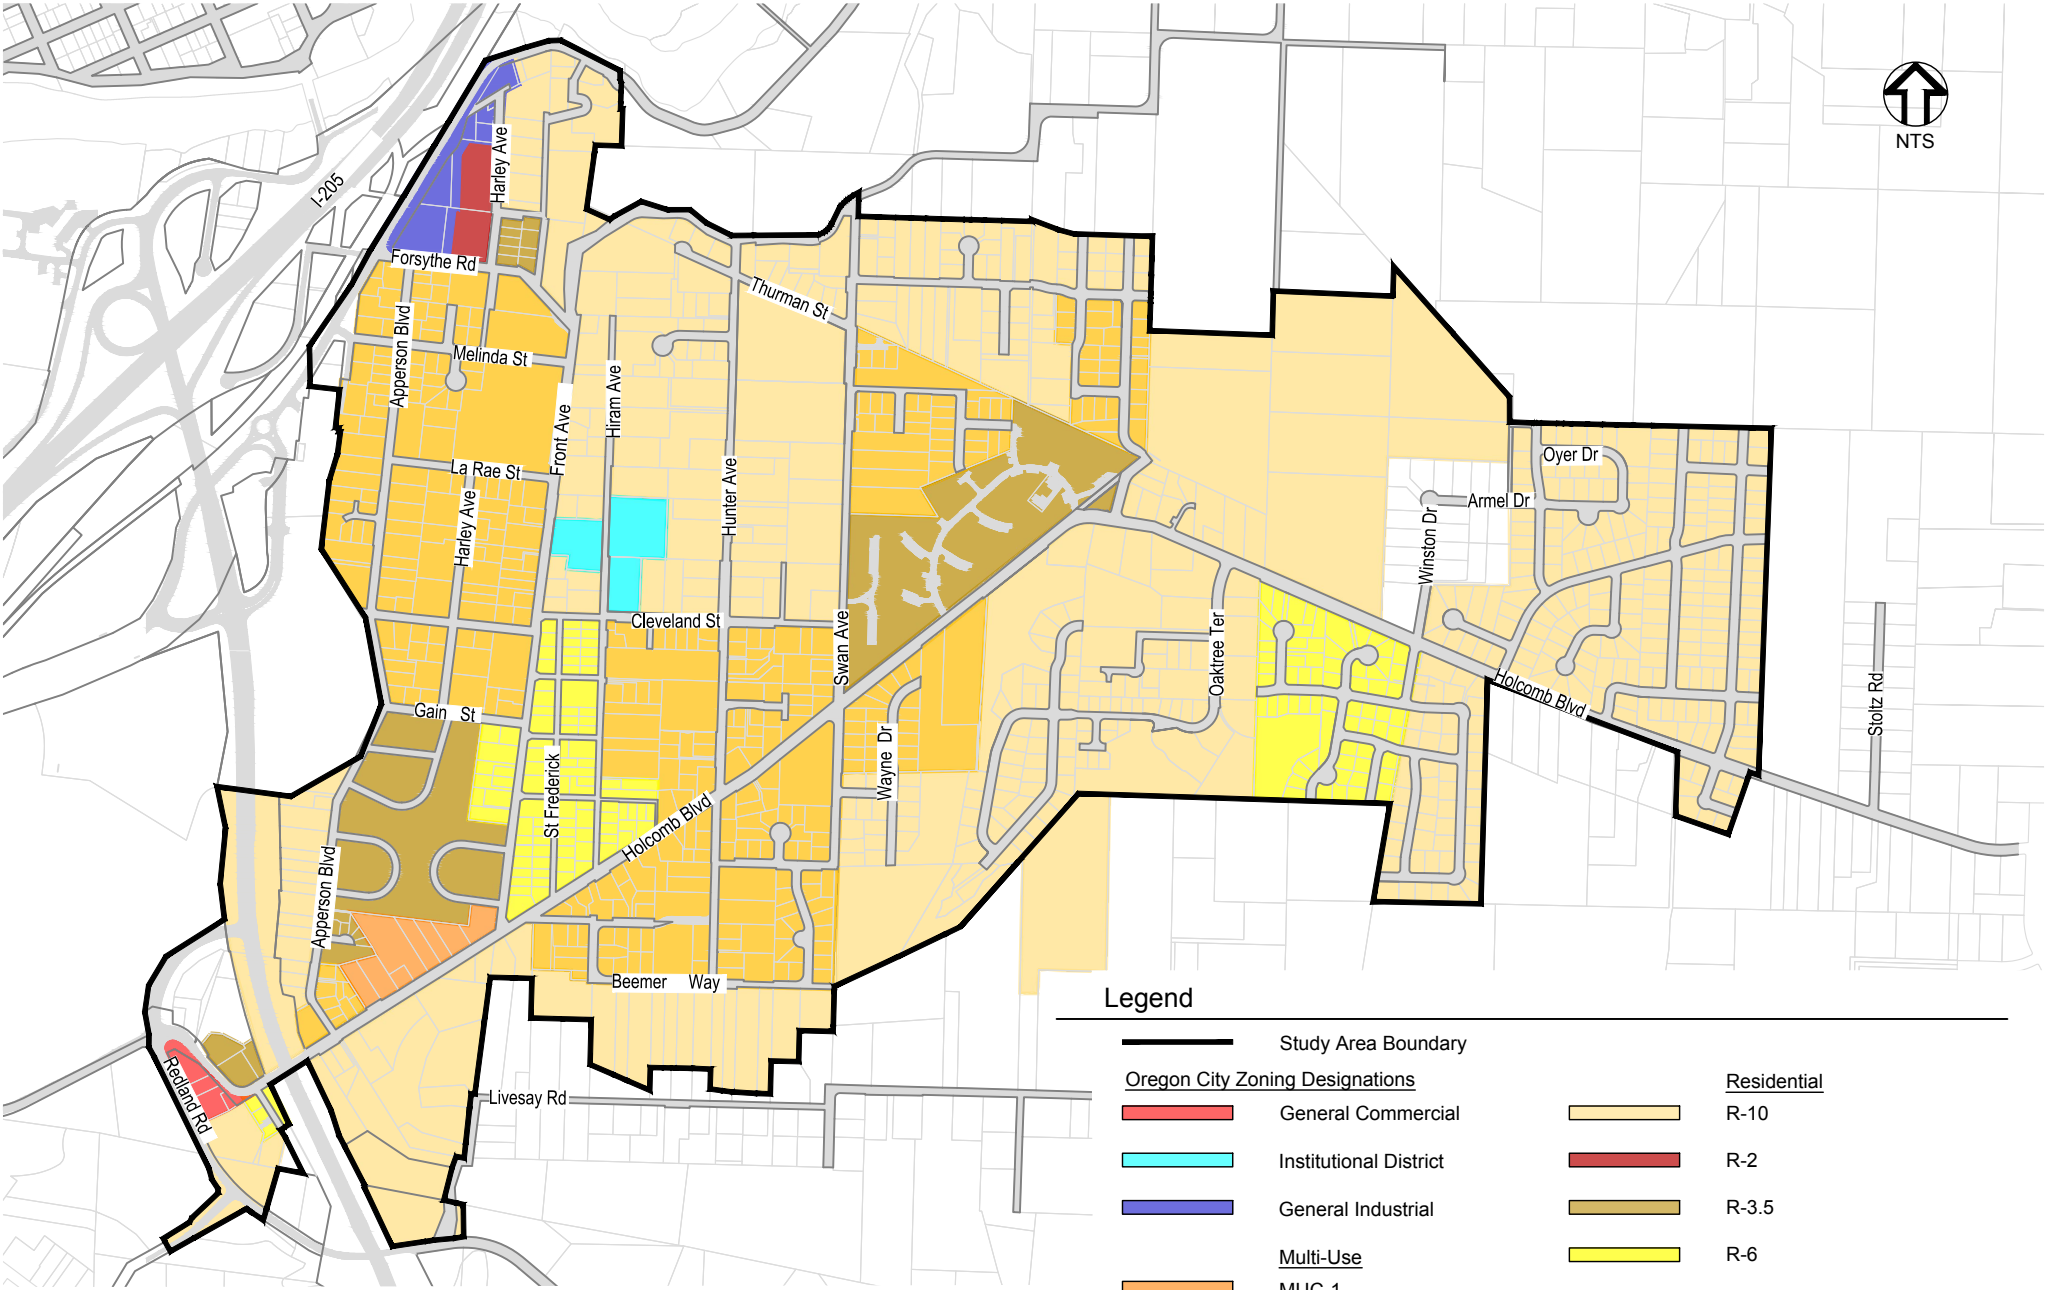 NTS
I-205
Harley Ave
Forsythe Rd
Thurman St
Apperson Blvd
Melinda St
Hiram Ave
Front Ave
La Rae St
Harley Ave
Hunter Ave
Oyer Dr
Armel Dr
Winston Dr
Cleveland St
Swan Ave
Oaktree Ter
Holcomb Blvd
Stoltz Rd
Gain St
St Frederick
Wayne Dr
Holcomb Blvd
Apperson Blvd
Beemer Way
Redland Rd
Livesay Rd
Legend
Study Area Boundary
Oregon City Zoning Designations
Residential
General Commercial
R-10
Institutional District
R-2
General Industrial
R-3.5
Multi-Use
R-6
MUC-1